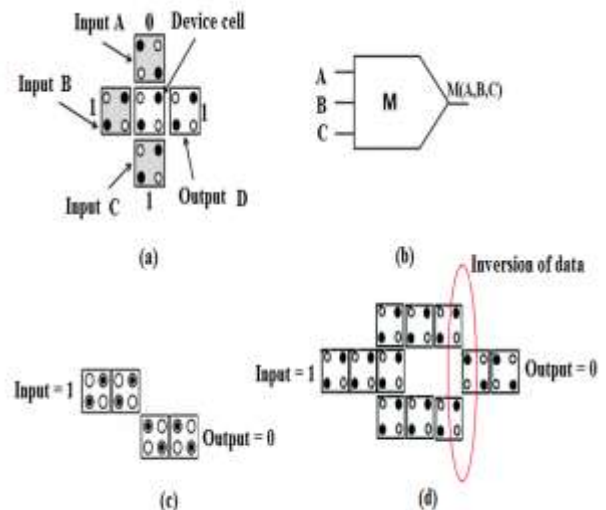 Input A 0 Device cell
Input B 1 1
Input C 1 Output D
(a)
A
B
C
M
M(A,B,C)
(b)
Input = 1
Output = 0
(c)
Inversion of data
Input = 1
Output = 0
(d)